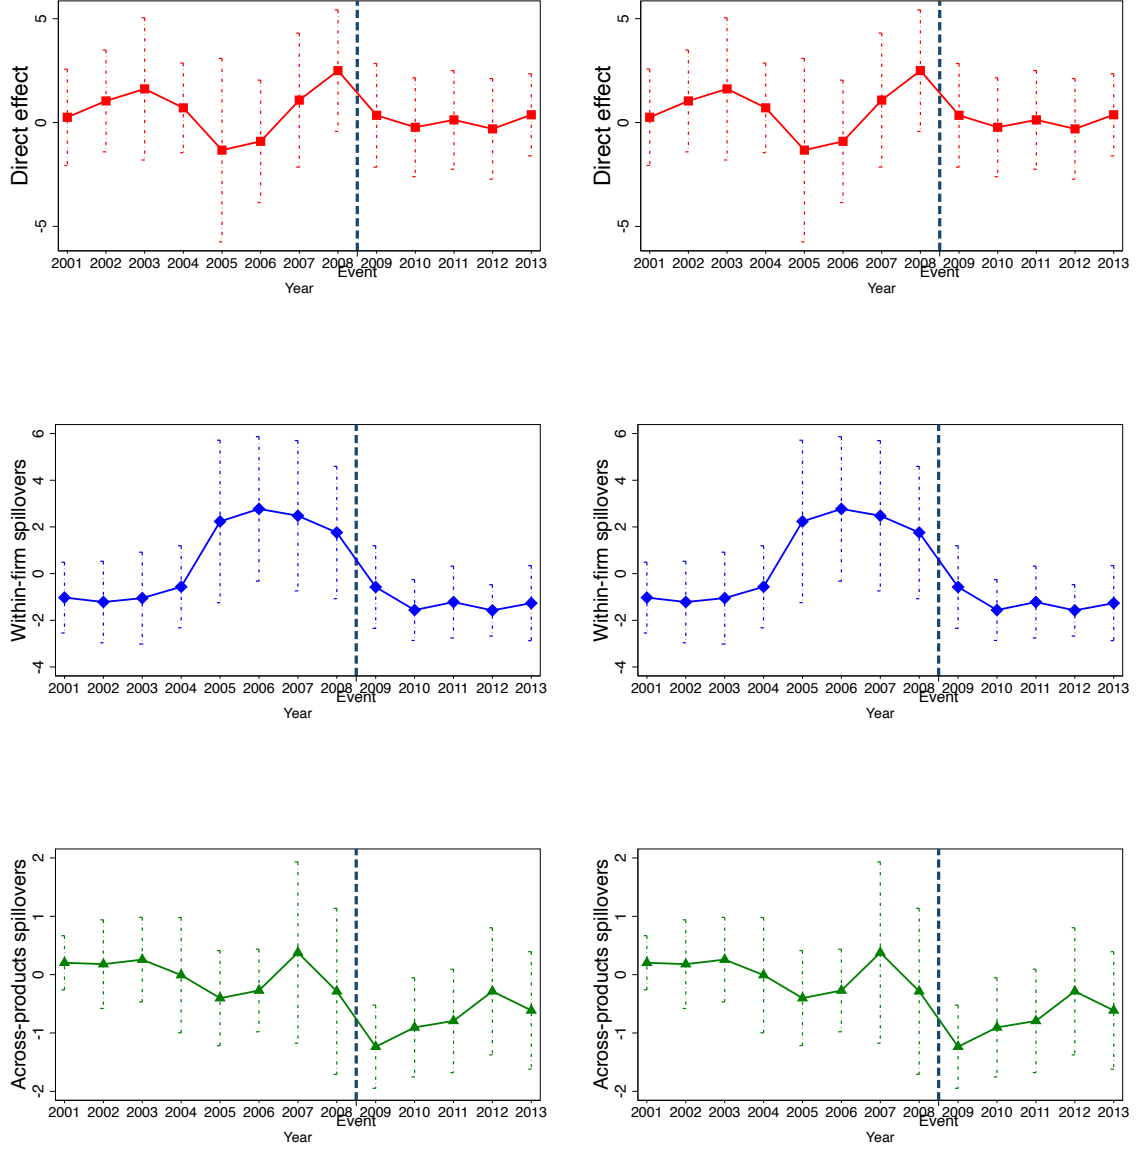 Direct effect
5
0
-5
2001 2002 2003 2004 2005 2006 2007 2008 2009 2010 2011 2012 2013
Event
Year
Direct effect
5
0
-5
2001 2002 2003 2004 2005 2006 2007 2008 2009 2010 2011 2012 2013
Event
Year
Within-firm spillovers
6
4
2
0
-2
-4
2001 2002 2003 2004 2005 2006 2007 2008 2009 2010 2011 2012 2013
Event
Year
Within-firm spillovers
6
4
2
0
-2
-4
2001 2002 2003 2004 2005 2006 2007 2008 2009 2010 2011 2012 2013
Event
Year
Across-products spillovers
2
1
0
-1
-2
2001 2002 2003 2004 2005 2006 2007 2008 2009 2010 2011 2012 2013
Event
Year
Across-products spillovers
2
1
0
-1
-2
2001 2002 2003 2004 2005 2006 2007 2008 2009 2010 2011 2012 2013
Event
Year